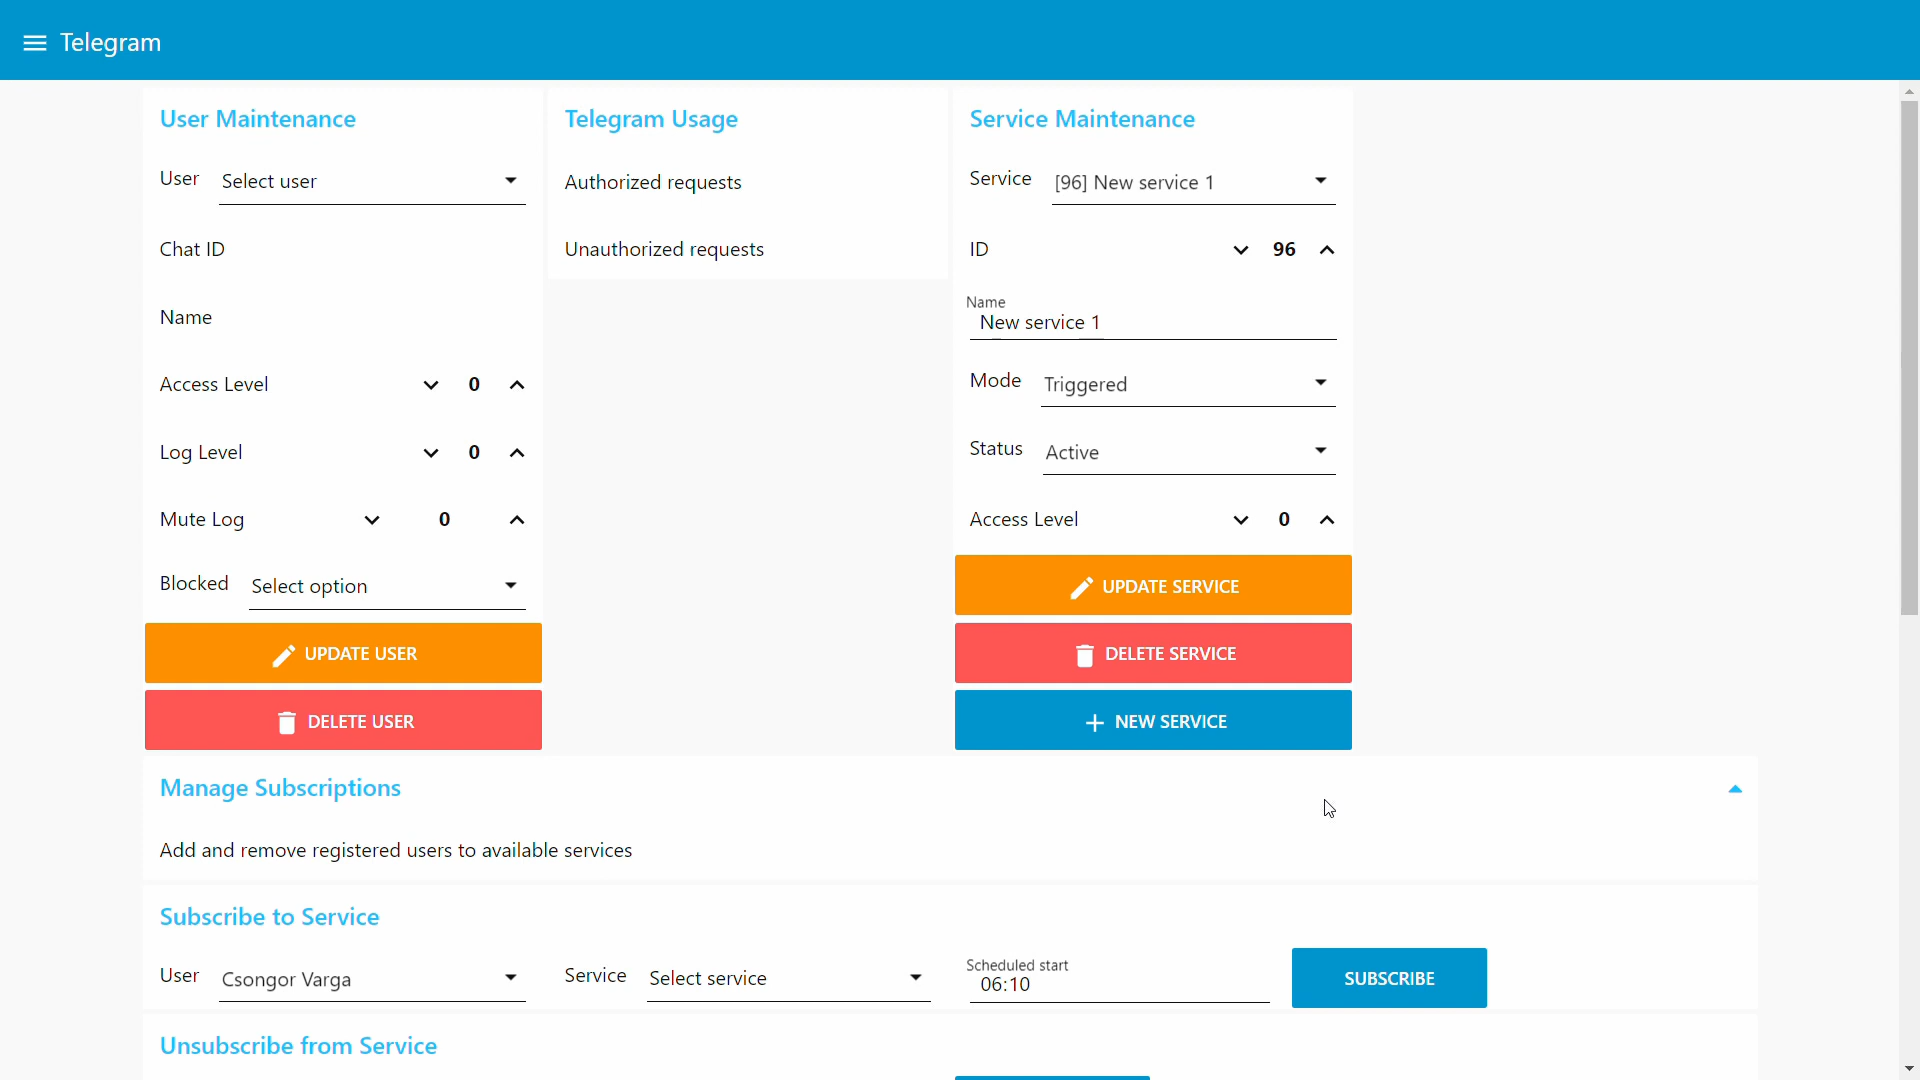 Telegram
User Maintenance
User Select user
Chat ID
Name
Access Level 0
Log Level 0
Mute Log 0
Blocked Select option
UPDATE USER
DELETE USER
Telegram Usage
Authorized requests
Unauthorized requests
Service Maintenance
Service [96] New service 1
ID 96
Name
New service 1
Mode Triggered
Status Active
Access Level 0
UPDATE SERVICE
DELETE SERVICE
NEW SERVICE
Manage Subscriptions
Add and remove registered users to available services
Subscribe to Service
User Csongor Varga Service Select service Scheduled start 06:10 SUBSCRIBE
Unsubscribe from Service